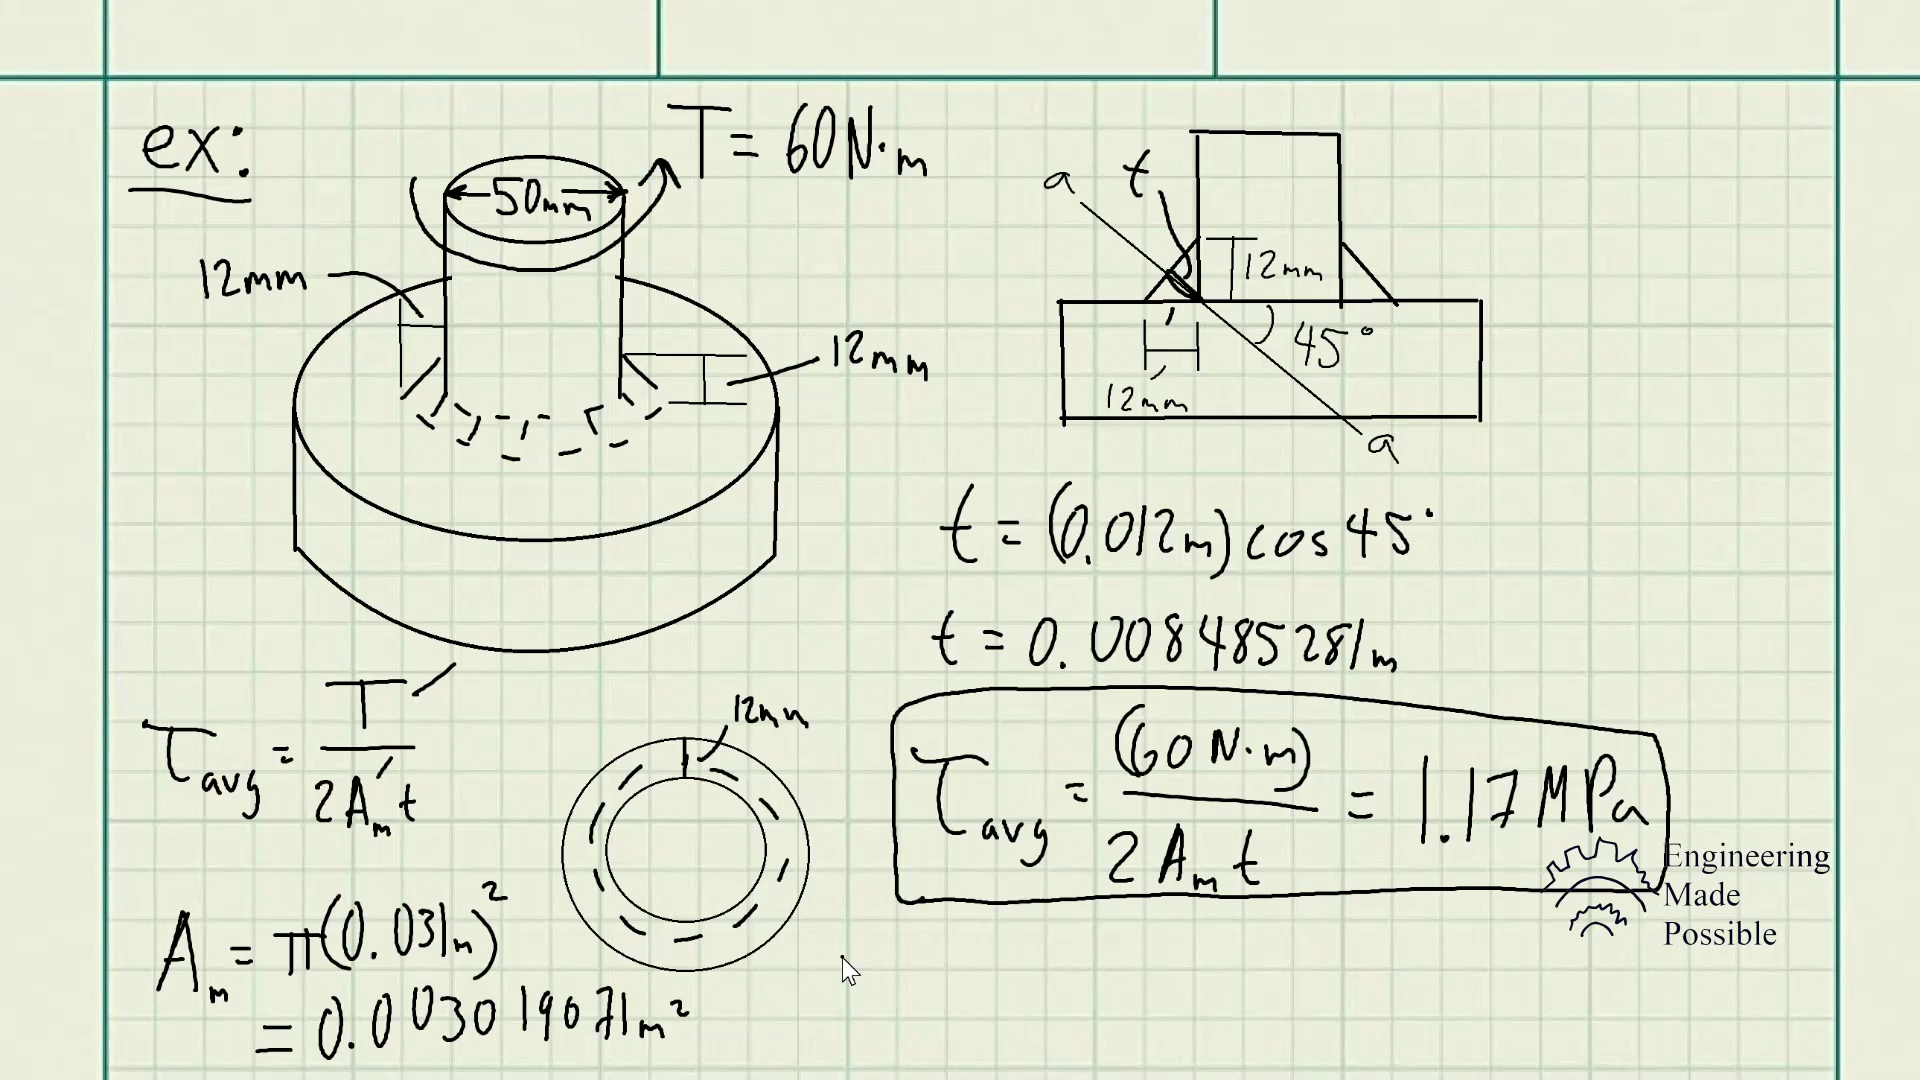 ex:
T = 60 N·m
50mm
12mm
12mm
a
t
12mm
45°
12mm
a
t = (0.012m) cos 45°
t = 0.008485281m
τavg = T / 2Amt
12mm
τavg = (60 N·m) / 2Amt = 1.17 MPa
Am = π(0.031m)²
= 0.003019071m²
Engineering
Made
Possible